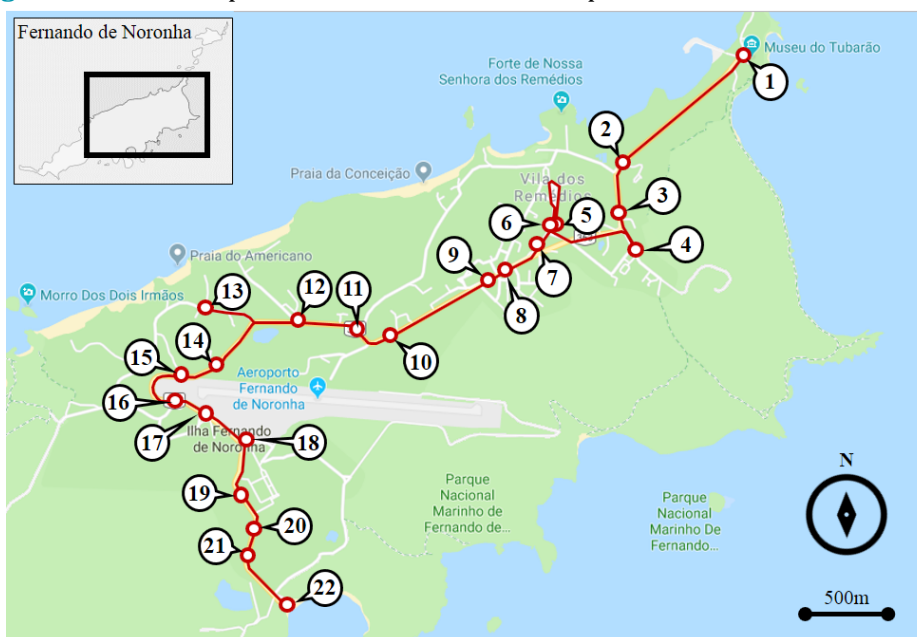 Fernando de Noronha
Museu do Tubarão
1
Forte de Nossa
Senhora dos Remédios
2
Praia da Conceição
Vila dos
Remédios
3
6
5
4
7
9
8
Praia do Americano
Morro Dos Dois Irmãos
13
12
11
10
14
15
Aeroporto
Fernando
de Noronha
16
17
Ilha Fernando
de Noronha
18
19
20
21
22
Parque
Nacional
Marinho de
Fernando de...
Parque
Nacional
Marinho De
Fernando...
N
500m